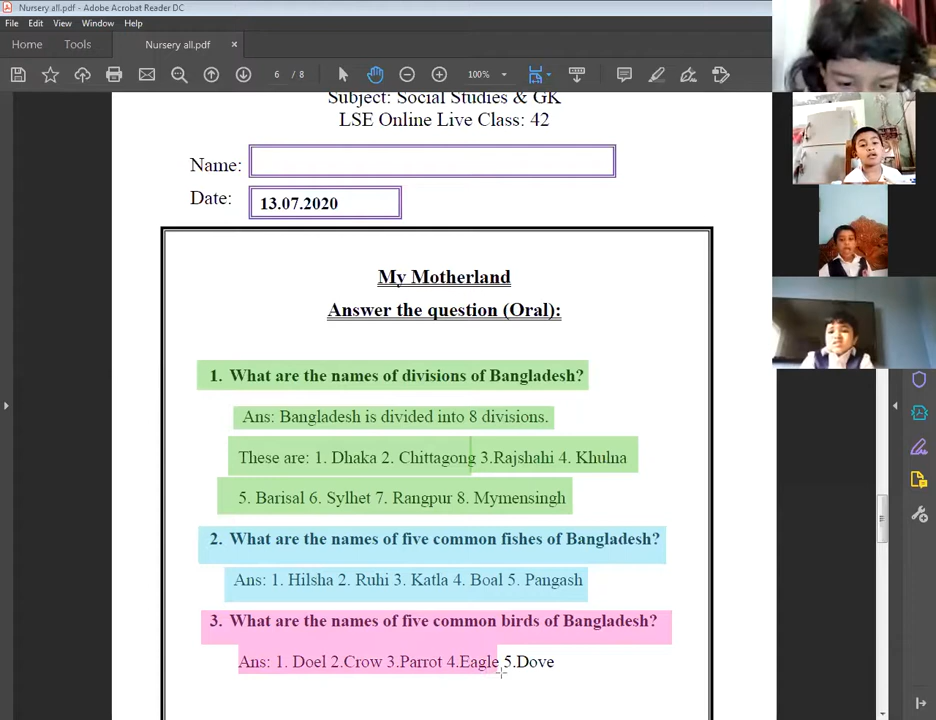 Nursery all.pdf - Adobe Acrobat Reader DC
File Edit View Window Help
Home Tools Nursery all.pdf ×
6 / 8 100%
Subject: Social Studies & GK
LSE Online Live Class: 42
Name:
Date: 13.07.2020
My Motherland
Answer the question (Oral):
1. What are the names of divisions of Bangladesh?
Ans: Bangladesh is divided into 8 divisions.
These are: 1. Dhaka 2. Chittagong 3.Rajshahi 4. Khulna
5. Barisal 6. Sylhet 7. Rangpur 8. Mymensingh
2. What are the names of five common fishes of Bangladesh?
Ans: 1. Hilsha 2. Ruhi 3. Katla 4. Boal 5. Pangash
3. What are the names of five common birds of Bangladesh?
Ans: 1. Doel 2.Crow 3.Parrot 4.Eagle 5.Dove